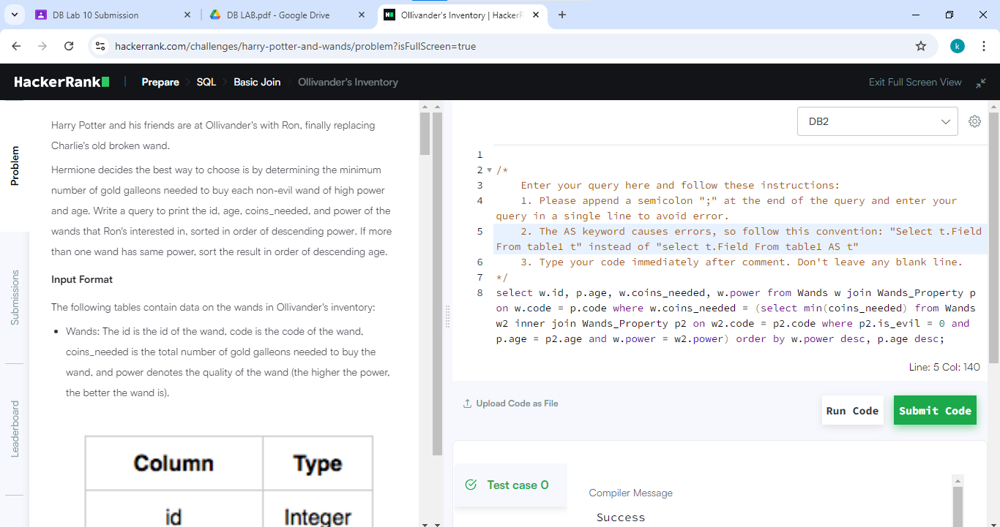 DB Lab 10 Submission
DB LAB.pdf - Google Drive
Ollivander's Inventory | HackerR
hackerrank.com/challenges/harry-potter-and-wands/problem?isFullScreen=true
k
HackerRank
Prepare
SQL
Basic Join
Ollivander's Inventory
Exit Full Screen View
Problem
Submissions
Leaderboard
Harry Potter and his friends are at Ollivander's with Ron, finally replacing
Charlie's old broken wand.
Hermione decides the best way to choose is by determining the minimum
number of gold galleons needed to buy each non-evil wand of high power
and age. Write a query to print the id, age, coins_needed, and power of the
wands that Ron's interested in, sorted in order of descending power. If more
than one wand has same power, sort the result in order of descending age.
Input Format
The following tables contain data on the wands in Ollivander's inventory:
• Wands: The id is the id of the wand, code is the code of the wand,
coins_needed is the total number of gold galleons needed to buy the
wand, and power denotes the quality of the wand (the higher the power,
the better the wand is).
Column Type
id Integer
DB2
1
2 /*
3 Enter your query here and follow these instructions:
4 1. Please append a semicolon ";" at the end of the query and enter your
query in a single line to avoid error.
5 2. The AS keyword causes errors, so follow this convention: "Select t.Field
From table1 t" instead of "select t.Field From table1 AS t"
6 3. Type your code immediately after comment. Don't leave any blank line.
7 */
8 select w.id, p.age, w.coins_needed, w.power from Wands w join Wands_Property p
on w.code = p.code where w.coins_needed = (select min(coins_needed) from Wands
w2 inner join Wands_Property p2 on w2.code = p2.code where p2.is_evil = 0 and
p.age = p2.age and w.power = w2.power) order by w.power desc, p.age desc;
Line: 5 Col: 140
Upload Code as File
Run Code
Submit Code
Test case 0
Compiler Message
Success